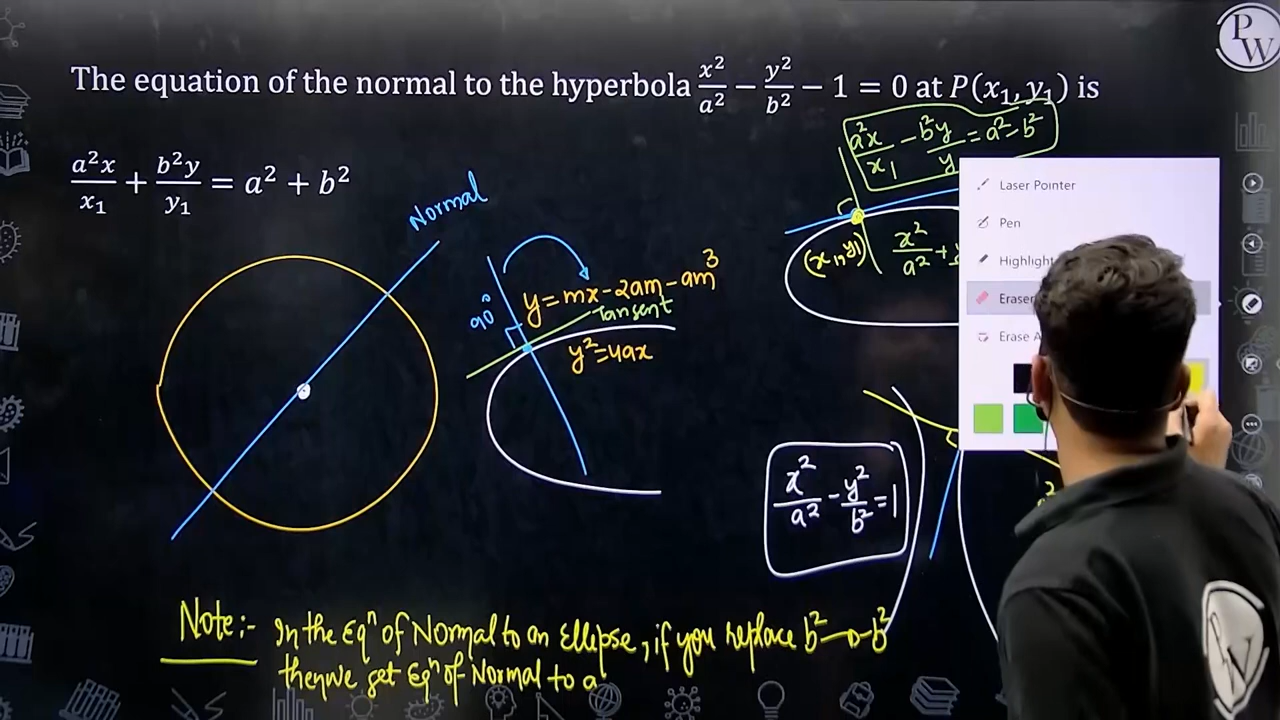 PW
The equation of the normal to the hyperbola x²/a² − y²/b² − 1 = 0 at P(x₁, y₁) is
a²x/x₁ + b²y/y₁ = a² + b²
a²x/x₁ − b²y/y = a² − b²
Normal
(x₁, y₁)
x²/a² +
90°
y = mx − 2am − am³
Tangent
y² = 4ax
Laser Pointer
Pen
Highlight
Eraser
Erase A
x²/a² − y²/b² = 1
Note:- In the Eqⁿ of Normal to an Ellipse, if you replace b² → −b²
then we get Eqⁿ of Normal to a